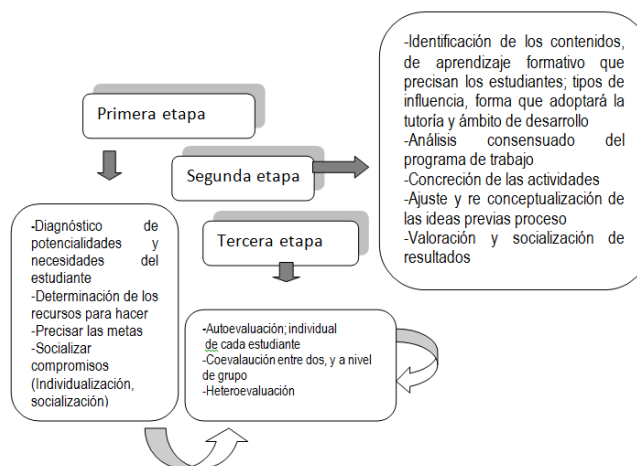 Primera etapa
-Diagnóstico de
potencialidades y
necesidades del
estudiante
-Determinación de los
recursos para hacer
-Precisar las metas
-Socializar
compromisos
(Individualización,
socialización)
Segunda etapa
-Identificación de los contenidos,
de aprendizaje formativo que
precisan los estudiantes; tipos de
influencia, forma que adoptará la
tutoría y ámbito de desarrollo
-Análisis consensuado del
programa de trabajo
-Concreción de las actividades
-Ajuste y re conceptualización de
las ideas previas proceso
-Valoración y socialización de
resultados
Tercera etapa
-Autoevaluación; individual
de cada estudiante
-Coevalaución entre dos, y a nivel
de grupo
-Heteroevaluación